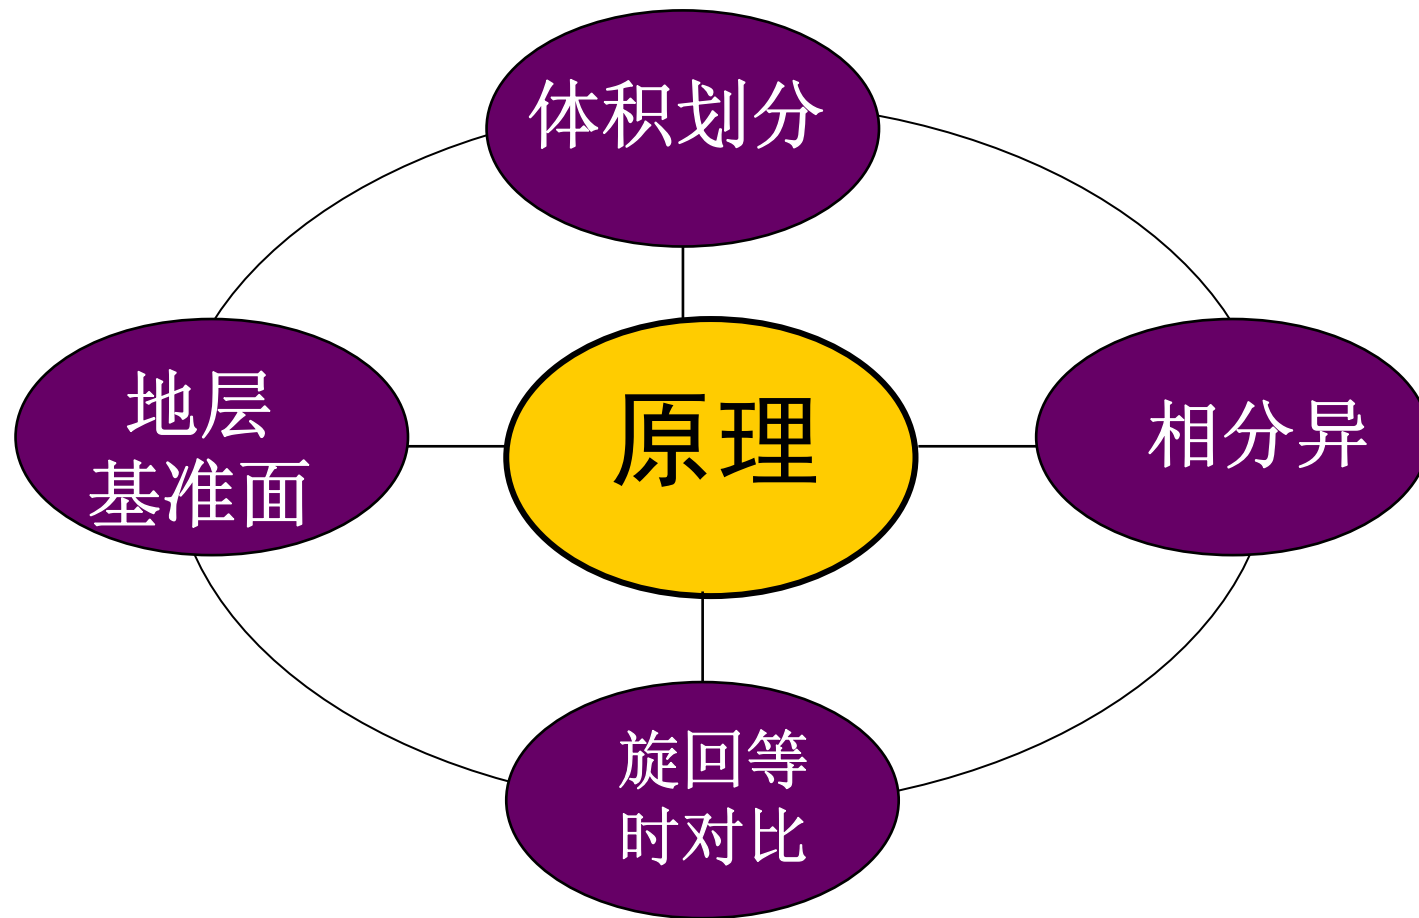 体积划分
地层
基准面
原理
相分异
旋回等
时对比